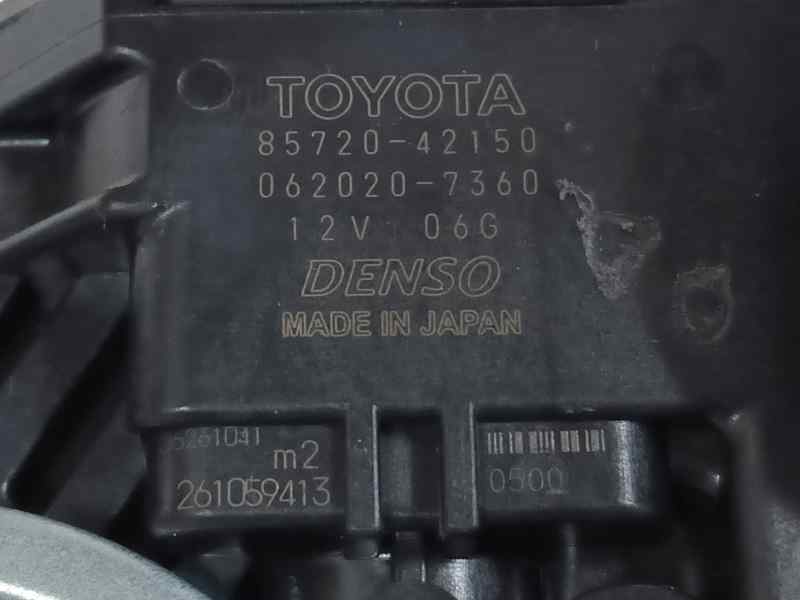 TOYOTA
85720-42150
062020-7360
12V 06G
DENSO
MADE IN JAPAN
m2
261059413
0500